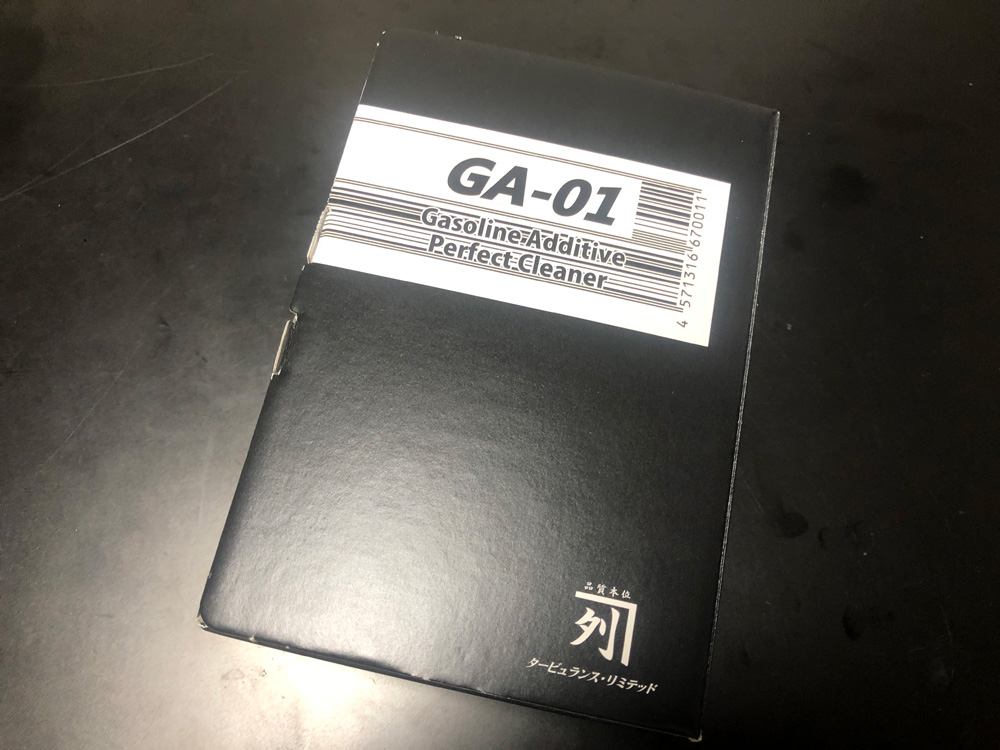 GA-01
Gasoline Additive
Perfect Cleaner
4 571316 670011
品質本位
列
タービュランス・リミテッド